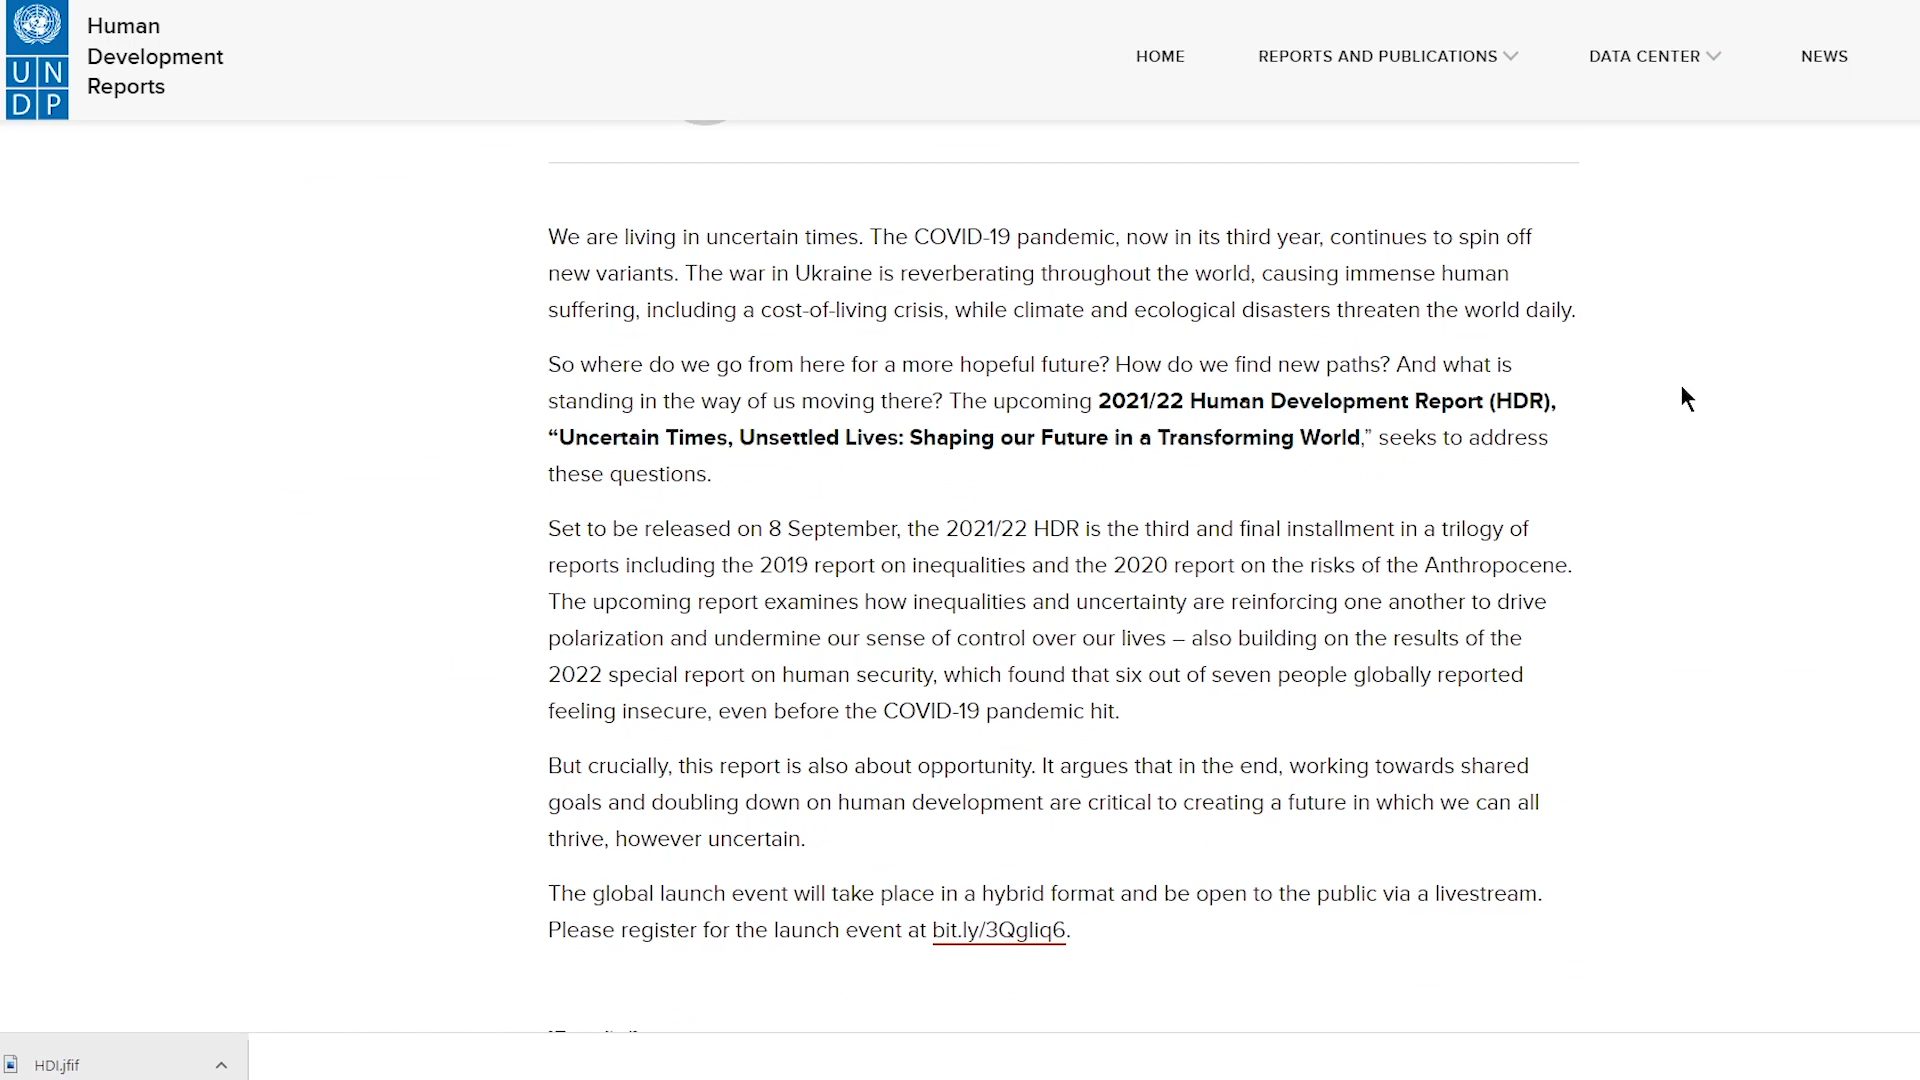 Human
Development
Reports
U N
D P
HOME
REPORTS AND PUBLICATIONS
DATA CENTER
NEWS
We are living in uncertain times. The COVID-19 pandemic, now in its third year, continues to spin off
new variants. The war in Ukraine is reverberating throughout the world, causing immense human
suffering, including a cost-of-living crisis, while climate and ecological disasters threaten the world daily.
So where do we go from here for a more hopeful future? How do we find new paths? And what is
standing in the way of us moving there? The upcoming 2021/22 Human Development Report (HDR),
“Uncertain Times, Unsettled Lives: Shaping our Future in a Transforming World,” seeks to address
these questions.
Set to be released on 8 September, the 2021/22 HDR is the third and final installment in a trilogy of
reports including the 2019 report on inequalities and the 2020 report on the risks of the Anthropocene.
The upcoming report examines how inequalities and uncertainty are reinforcing one another to drive
polarization and undermine our sense of control over our lives – also building on the results of the
2022 special report on human security, which found that six out of seven people globally reported
feeling insecure, even before the COVID-19 pandemic hit.
But crucially, this report is also about opportunity. It argues that in the end, working towards shared
goals and doubling down on human development are critical to creating a future in which we can all
thrive, however uncertain.
The global launch event will take place in a hybrid format and be open to the public via a livestream.
Please register for the launch event at bit.ly/3Qgliq6.
HDI.jfif